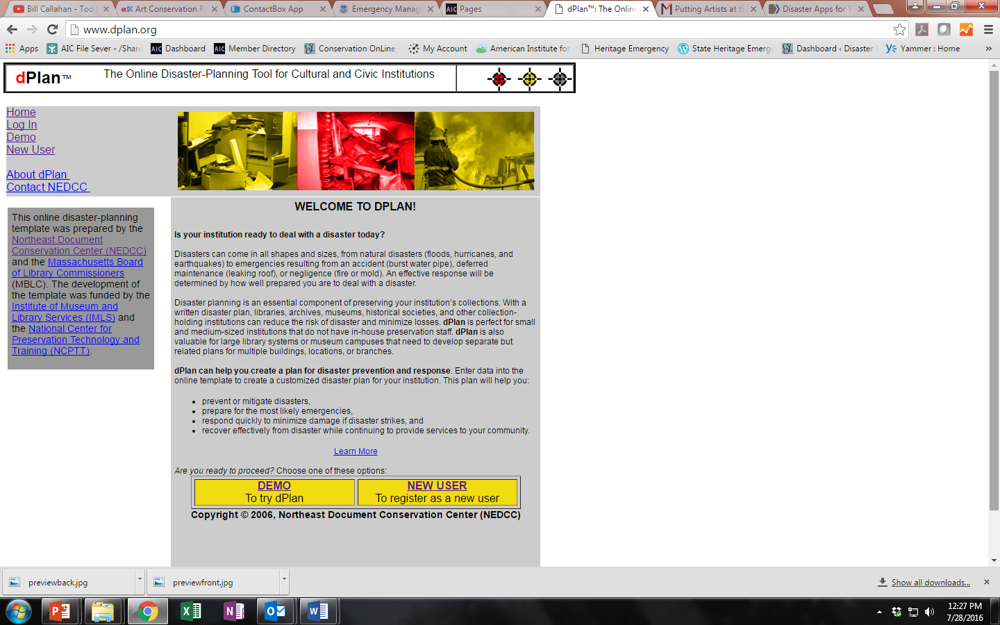 Bill Callahan - Too
Art Conservation R
ContactBox App
Emergency Manag
AIC Pages
dPlan™: The Online
Putting Artists at th
Disaster Apps for Y
www.dplan.org
Apps
AIC File Sever - /Share
AIC Dashboard
AIC Member Directory
Conservation OnLine
My Account
American Institute for
Heritage Emergency
State Heritage Emerg
Dashboard ‹ Disaster
Yammer : Home
»
dPlan™
The Online Disaster-Planning Tool for Cultural and Civic Institutions
Home
Log In
Demo
New User
About dPlan
Contact NEDCC
This online disaster-planning
template was prepared by the
Northeast Document
Conservation Center (NEDCC)
and the Massachusetts Board
of Library Commissioners
(MBLC). The development of
the template was funded by the
Institute of Museum and
Library Services (IMLS) and
the National Center for
Preservation Technology and
Training (NCPTT).
WELCOME TO DPLAN!
Is your institution ready to deal with a disaster today?
Disasters can come in all shapes and sizes, from natural disasters (floods, hurricanes, and
earthquakes) to emergencies resulting from an accident (burst water pipe), deferred
maintenance (leaking roof), or negligence (fire or mold). An effective response will be
determined by how well prepared you are to deal with a disaster.
Disaster planning is an essential component of preserving your institution's collections. With a
written disaster plan, libraries, archives, museums, historical societies, and other collection-
holding institutions can reduce the risk of disaster and minimize losses. dPlan is perfect for small
and medium-sized institutions that do not have in-house preservation staff. dPlan is also
valuable for large library systems or museum campuses that need to develop separate but
related plans for multiple buildings, locations, or branches.
dPlan can help you create a plan for disaster prevention and response. Enter data into the
online template to create a customized disaster plan for your institution. This plan will help you:
• prevent or mitigate disasters,
• prepare for the most likely emergencies,
• respond quickly to minimize damage if disaster strikes, and
• recover effectively from disaster while continuing to provide services to your community.
Learn More
Are you ready to proceed? Choose one of these options:
DEMO
To try dPlan
NEW USER
To register as a new user
Copyright © 2006, Northeast Document Conservation Center (NEDCC)
previewback.jpg
previewfront.jpg
Show all downloads...
12:27 PM
7/28/2016